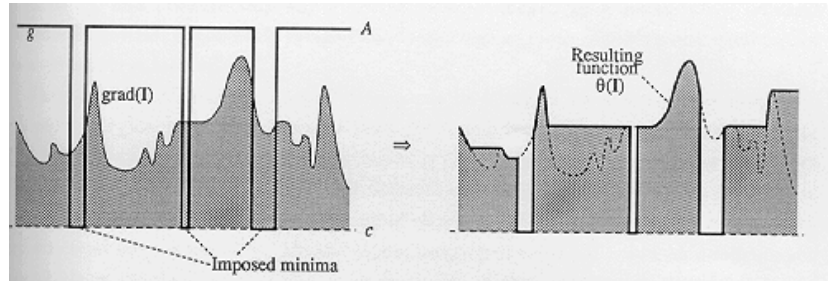 g
A
grad(I)
c
Imposed minima
⇒
Resulting
function
θ(I)